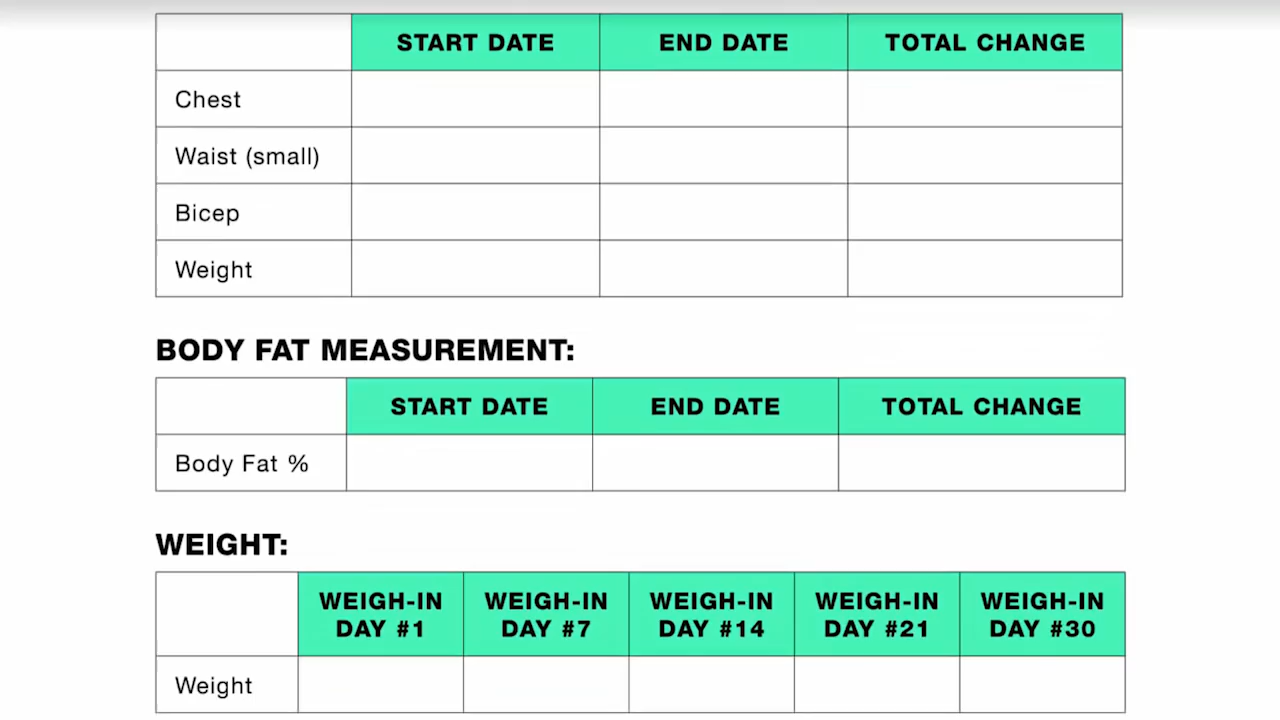 START DATE END DATE TOTAL CHANGE
Chest
Waist (small)
Bicep
Weight
BODY FAT MEASUREMENT:
START DATE END DATE TOTAL CHANGE
Body Fat %
WEIGHT:
WEIGH-IN DAY #1 WEIGH-IN DAY #7 WEIGH-IN DAY #14 WEIGH-IN DAY #21 WEIGH-IN DAY #30
Weight